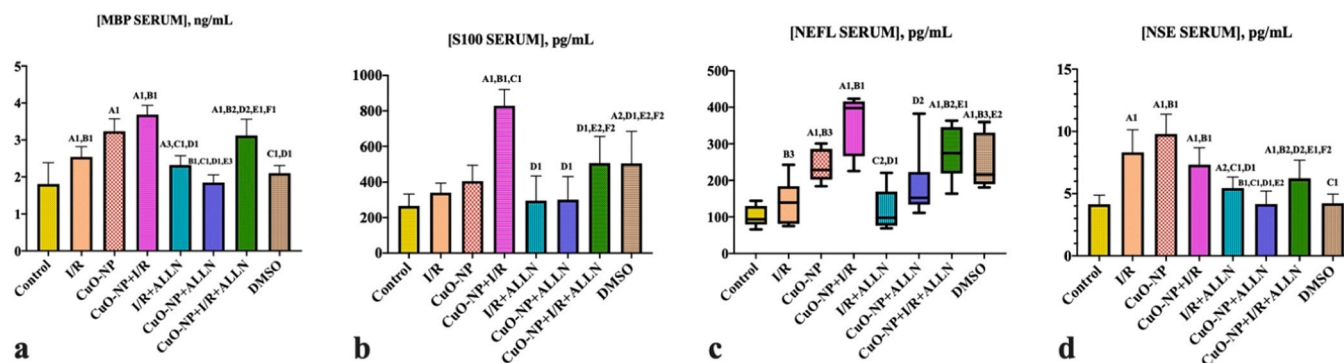 [MBP SERUM], ng/mL
5
4
3
2
1
0
A1,B1
A1
A1,B1
A3,C1,D1
B1,C1,D1,E3
A1,B2,D2,E1,F1
C1,D1
Control
I/R
CuO-NP
CuO-NP+I/R
I/R+ALLN
CuO-NP+ALLN
CuO-NP+I/R+ALLN
DMSO
a
[S100 SERUM], pg/mL
1000
800
600
400
200
0
A1,B1,C1
D1
D1
D1,E2,F2
A2,D1,E2,F2
Control
I/R
CuO-NP
CuO-NP+I/R
I/R+ALLN
CuO-NP+ALLN
CuO-NP+I/R+ALLN
DMSO
b
[NEFL SERUM], pg/mL
500
400
300
200
100
0
B3
A1,B3
A1,B1
C2,D1
D2
A1,B2,E1
A1,B3,E2
Control
I/R
CuO-NP
CuO-NP+I/R
I/R+ALLN
CuO-NP+ALLN
CuO-NP+I/R+ALLN
DMSO
c
[NSE SERUM], pg/mL
15
10
5
0
A1
A1,B1
A1,B1
A2,C1,D1
B1,C1,D1,E2
A1,B2,D2,E1,F2
C1
Control
I/R
CuO-NP
CuO-NP+I/R
I/R+ALLN
CuO-NP+ALLN
CuO-NP+I/R+ALLN
DMSO
d